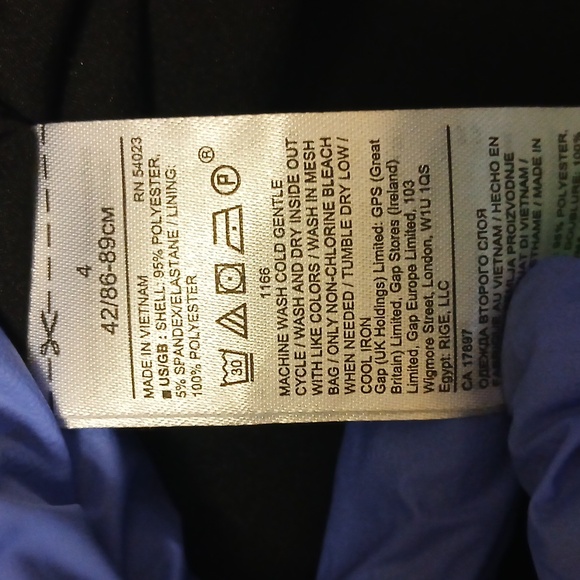 4
42/86-89CM
RN 54023
MADE IN VIETNAM
■ US/GB : SHELL: 95% POLYESTER,
5% SPANDEX/ELASTANE / LINING:
100% POLYESTER
30 P ®
1166
MACHINE WASH COLD GENTLE
CYCLE / WASH AND DRY INSIDE OUT
WITH LIKE COLORS / WASH IN MESH
BAG / ONLY NON-CHLORINE BLEACH
WHEN NEEDED / TUMBLE DRY LOW /
COOL IRON
Gap (UK Holdings) Limited: GPS (Great
Britain) Limited, Gap Stores (Ireland)
Limited, Gap Europe Limited, 103
Wigmore Street, London, W1U 1QS
Egypt: RIGE, LLC
CA 17697
ОДЕЖДА ВТОРОГО СЛОЯ
FABRIQUÉ AU VIETNAM / HECHO EN
PROIZVODNJE
DI VIETNAM /
/ MADE IN
95% POLYESTER,